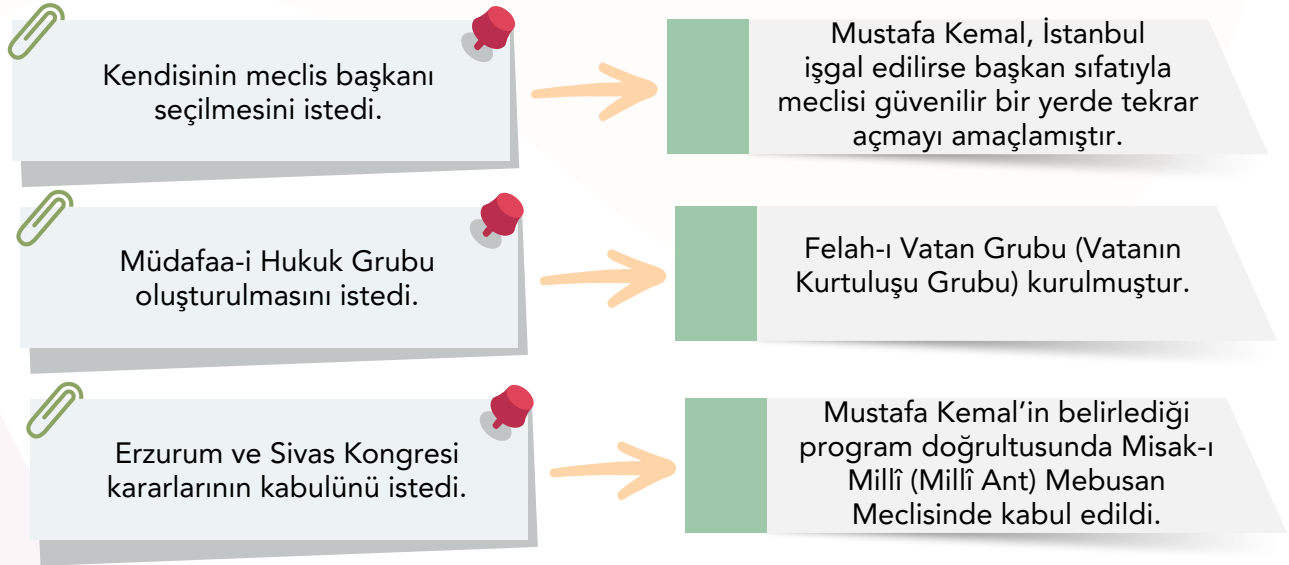 Kendisinin meclis başkanı
seçilmesini istedi.
Mustafa Kemal, İstanbul
işgal edilirse başkan sıfatıyla
meclisi güvenilir bir yerde tekrar
açmayı amaçlamıştır.
Müdafaa-i Hukuk Grubu
oluşturulmasını istedi.
Felah-ı Vatan Grubu (Vatanın
Kurtuluşu Grubu) kurulmuştur.
Erzurum ve Sivas Kongresi
kararlarının kabulünü istedi.
Mustafa Kemal’in belirlediği
program doğrultusunda Misak-ı
Millî (Millî Ant) Mebusan
Meclisinde kabul edildi.